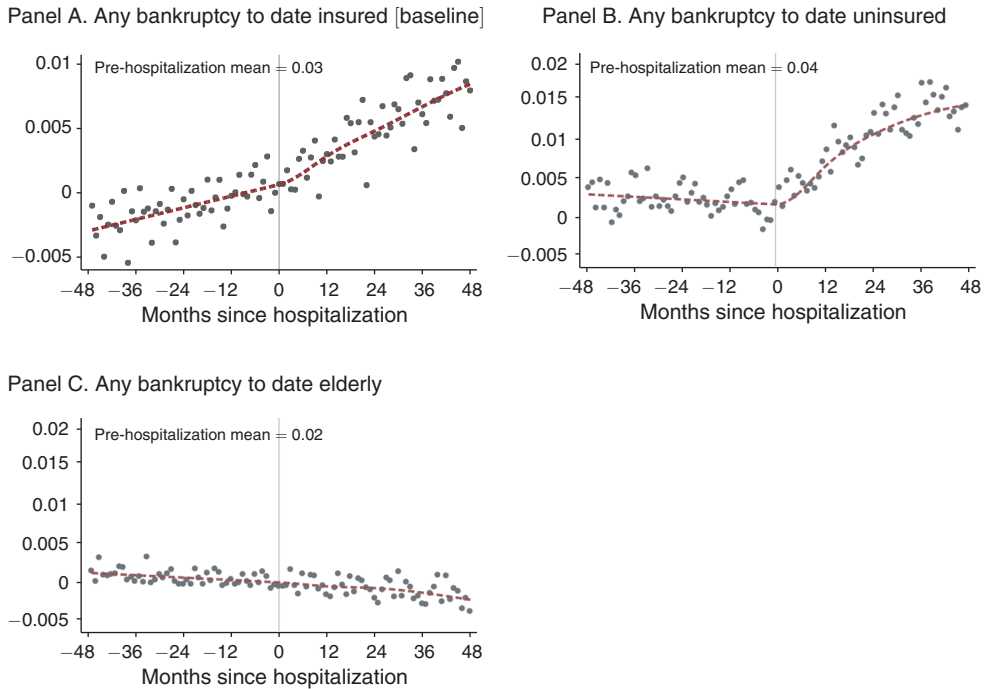 Panel A. Any bankruptcy to date insured [baseline]
Pre-hospitalization mean = 0.03
0.01
0.005
0
−0.005
−48 −36 −24 −12 0 12 24 36 48
Months since hospitalization
Panel B. Any bankruptcy to date uninsured
Pre-hospitalization mean = 0.04
0.02
0.015
0.01
0.005
0
−0.005
−48 −36 −24 −12 0 12 24 36 48
Months since hospitalization
Panel C. Any bankruptcy to date elderly
Pre-hospitalization mean = 0.02
0.02
0.015
0.01
0.005
0
−0.005
−48 −36 −24 −12 0 12 24 36 48
Months since hospitalization